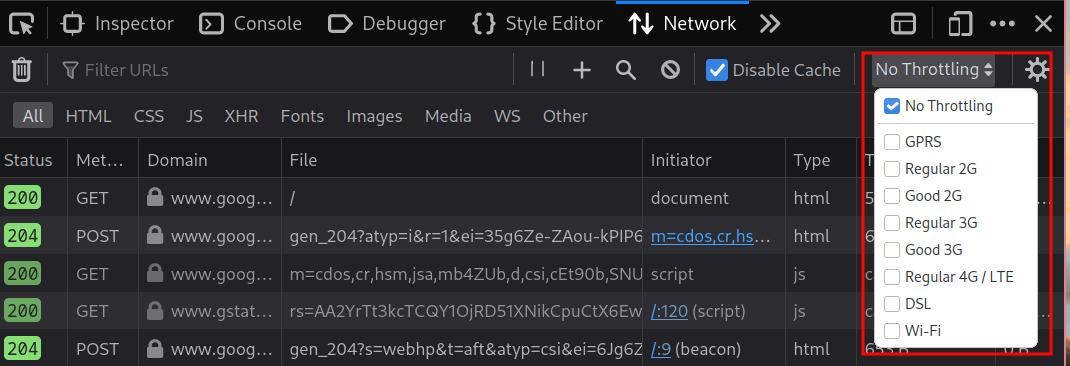 Inspector Console Debugger Style Editor Network
Filter URLs Disable Cache No Throttling
All HTML CSS JS XHR Fonts Images Media WS Other
No Throttling
GPRS
Regular 2G
Good 2G
Regular 3G
Good 3G
Regular 4G / LTE
DSL
Wi-Fi
Status Met... Domain File Initiator Type
200 GET www.goog... / document html
204 POST www.goog... gen_204?atyp=i&r=1&ei=35g6Ze-ZAou-kPIP6 m=cdos,cr,hs... html
200 GET www.goog... m=cdos,cr,hsm,jsa,mb4ZUb,d,csi,cEt90b,SNU script js
200 GET www.gstat... rs=AA2YrTt3kcTCQY1OjRD51XNikCpuCtX6Ew /:120 (script) js
204 POST www.goog... gen_204?s=webhp&t=aft&atyp=csi&ei=6Jg6Z /:9 (beacon) html